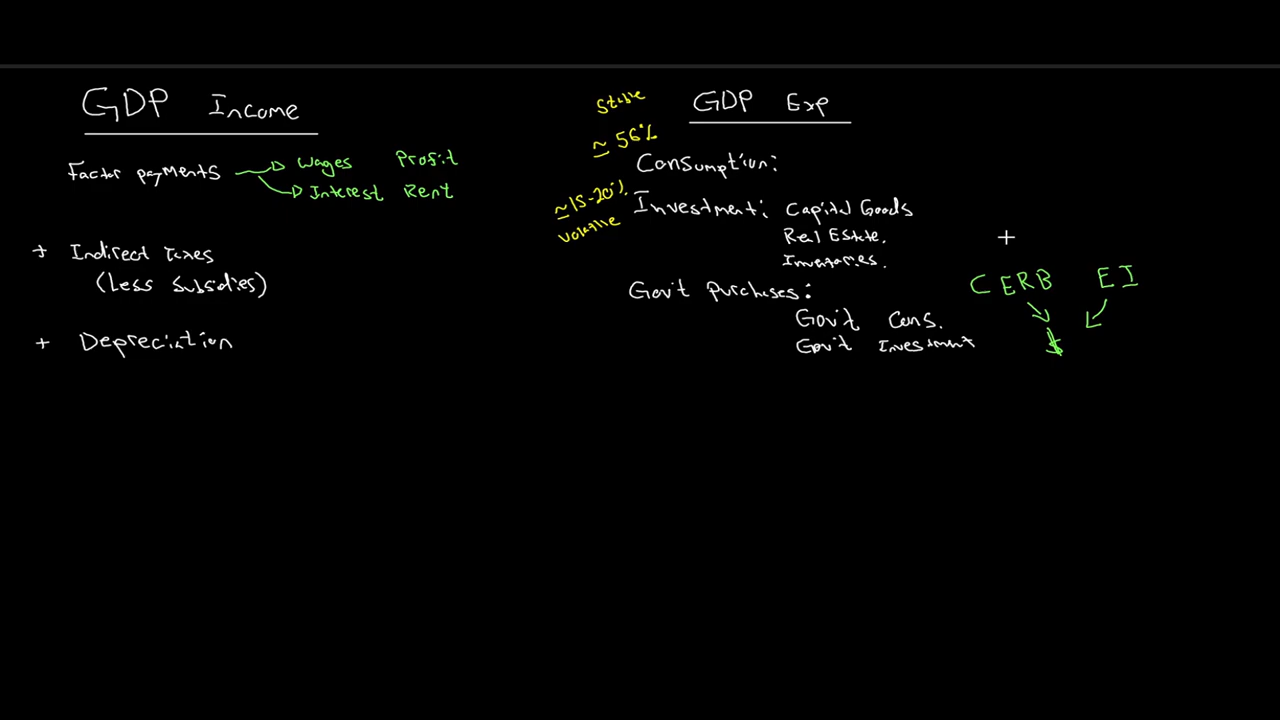 GDP Income
Factor payments → Wages Profit
→ Interest Rent
+ Indirect Taxes
(Less Subsidies)
+ Depreciation
GDP Exp
Stable
~ 56%
Consumption:
~15-20%
Volatile
Investment: Capital Goods
Real Estate.
Inventories.
+
Gov't Purchases:
Gov't Cons.
Gov't Investment
CERB EI
$